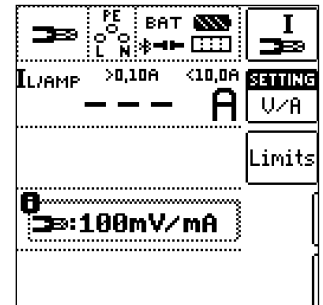 PE BAT I
L N
IL/AMP >0,10A <10,0A SETTING
--- A V/A
Limits
i
:100mV/mA